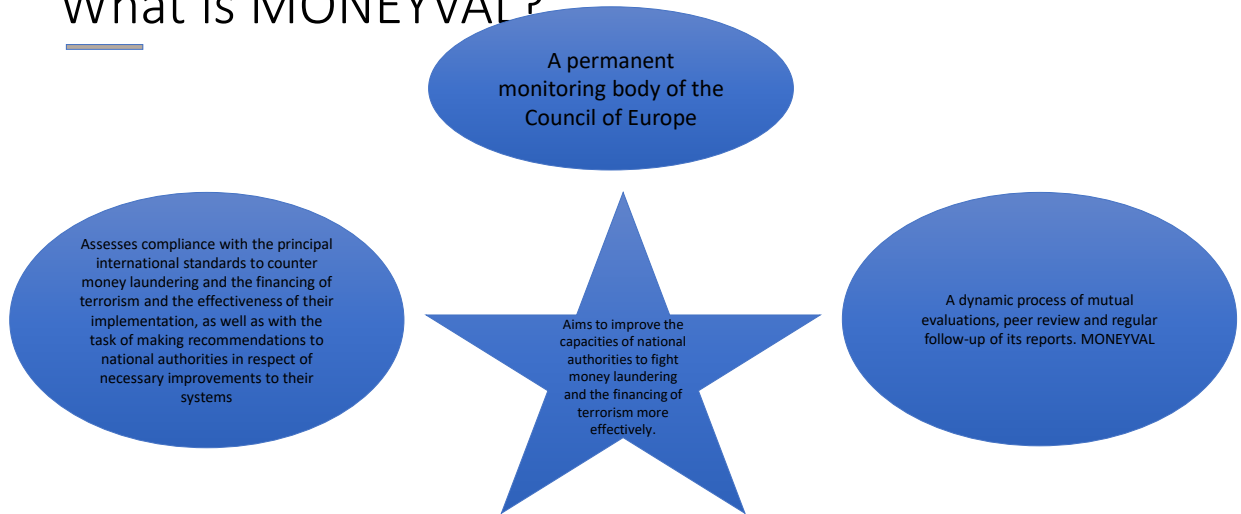 What is MONEYVAL?
A permanent
monitoring body of the
Council of Europe
Assesses compliance with the principal
international standards to counter
money laundering and the financing of
terrorism and the effectiveness of their
implementation, as well as with the
task of making recommendations to
national authorities in respect of
necessary improvements to their
systems
Aims to improve the
capacities of national
authorities to fight
money laundering
and the financing of
terrorism more
effectively.
A dynamic process of mutual
evaluations, peer review and regular
follow-up of its reports. MONEYVAL